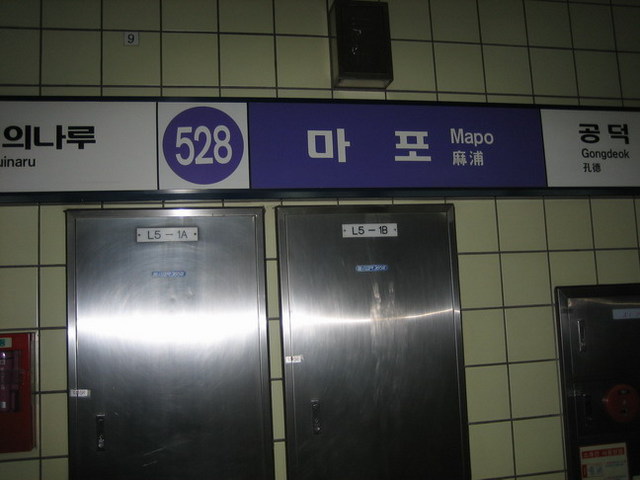 9
의나루
uinaru
528
마 포
Mapo
麻浦
공 덕
Gongdeok
孔德
L5-1A
L5-1B